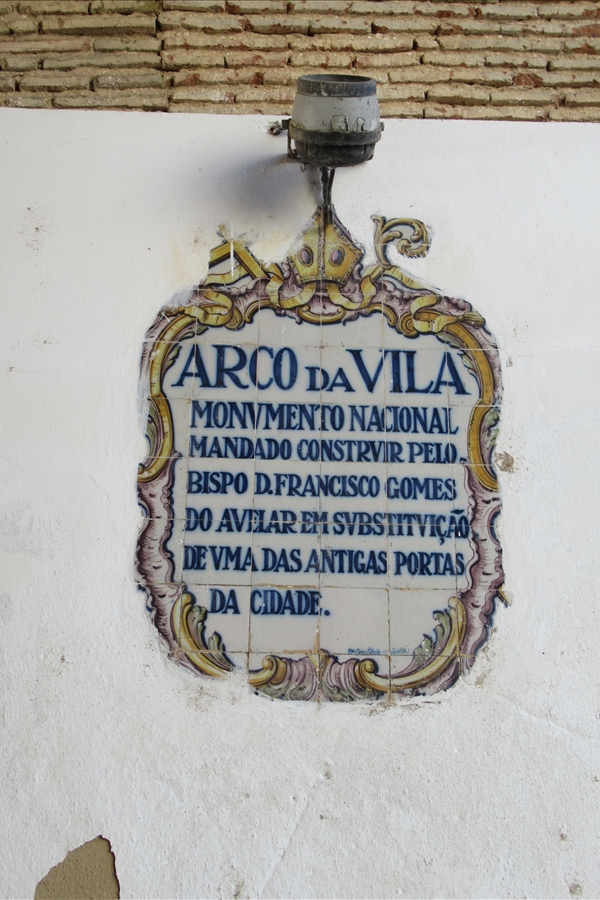 ARCO DA VILA
MONVMENTO NACIONAL
MANDADO CONSTRVIR PELO-
BISPO D. FRANCISCO GOMES
DO AVELAR EM SVBSTITVIÇÃO
DE VMA DAS ANTIGAS PORTAS
DA CIDADE.